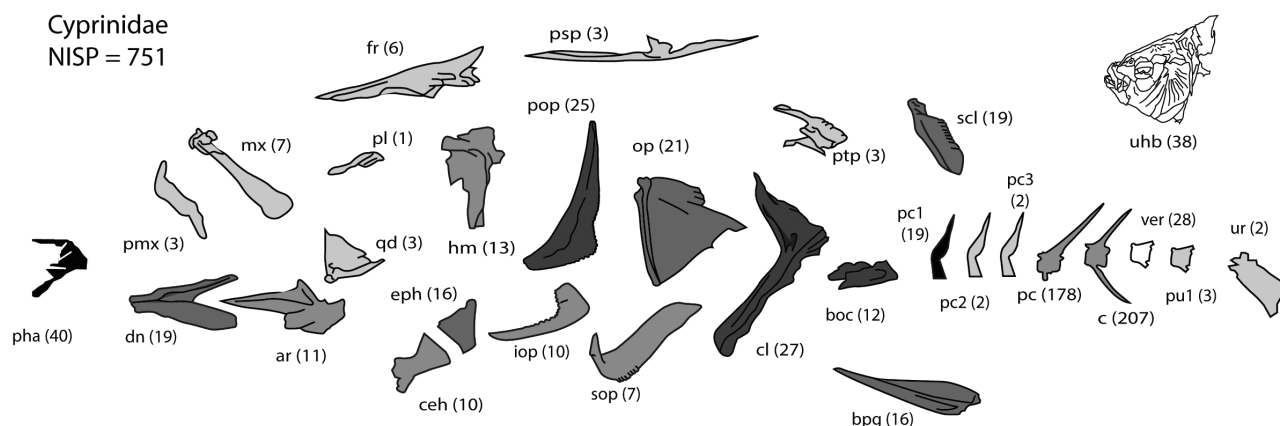 Cyprinidae
NISP = 751
fr (6)
psp (3)
pop (25)
mx (7)
pl (1)
op (21)
ptp (3)
scl (19)
uhb (38)
pc3
(2)
pc1
(19)
ver (28)
ur (2)
pmx (3)
qd (3)
hm (13)
eph (16)
pc2 (2)
pc (178)
pu1 (3)
c (207)
boc (12)
pha (40)
dn (19)
ar (11)
iop (10)
cl (27)
sop (7)
ceh (10)
bpg (16)